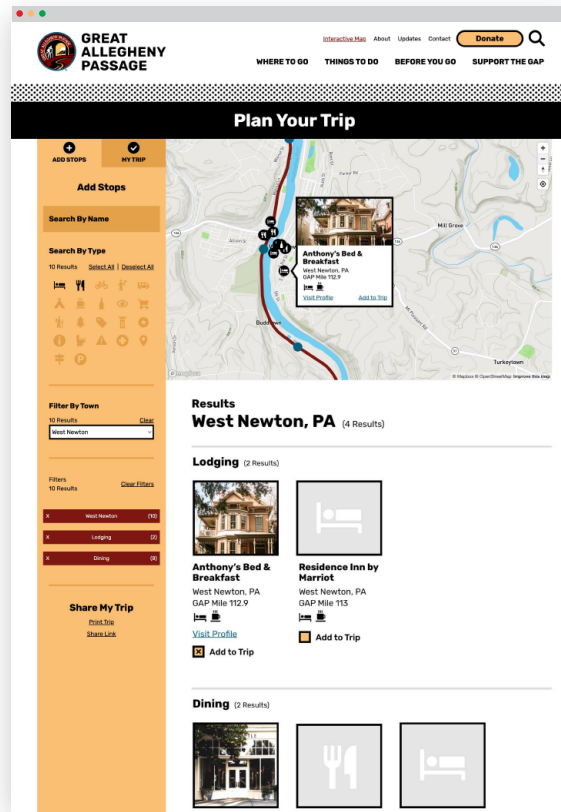 GREAT
ALLEGHENY
PASSAGE
Interactive Map About Updates Contact Donate
WHERE TO GO THINGS TO DO BEFORE YOU GO SUPPORT THE GAP
Plan Your Trip
ADD STOPS MY TRIP
Add Stops
Search By Name
Search By Type
10 Results Select All | Deselect All
Filter By Town
10 Results Clear
West Newton
Filters
10 Results Clear Filters
X West Newton (10)
X Lodging (2)
X Dining (8)
Share My Trip
Print Trip
Share Link
Anthony's Bed &
Breakfast
West Newton, PA
GAP Mile 112.9
Visit Profile Add to Trip
Mill Grove
Turkeytown
mapbox
© Mapbox © OpenStreetMap Improve this map
Results
West Newton, PA (4 Results)
Lodging (2 Results)
Anthony's Bed &
Breakfast
West Newton, PA
GAP Mile 112.9
Visit Profile
Add to Trip
Residence Inn by
Marriot
West Newton, PA
GAP Mile 113
Add to Trip
Dining (2 Results)